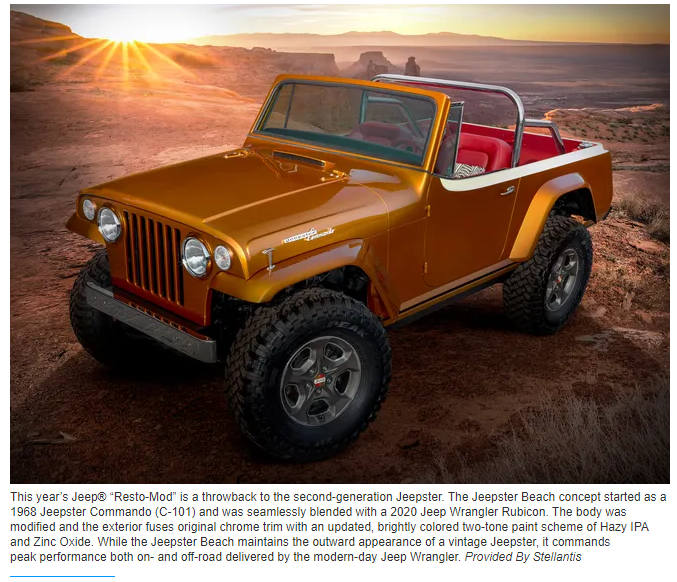 This year’s Jeep® “Resto-Mod” is a throwback to the second-generation Jeepster. The Jeepster Beach concept started as a
1968 Jeepster Commando (C-101) and was seamlessly blended with a 2020 Jeep Wrangler Rubicon. The body was
modified and the exterior fuses original chrome trim with an updated, brightly colored two-tone paint scheme of Hazy IPA
and Zinc Oxide. While the Jeepster Beach maintains the outward appearance of a vintage Jeepster, it commands
peak performance both on- and off-road delivered by the modern-day Jeep Wrangler. Provided By Stellantis